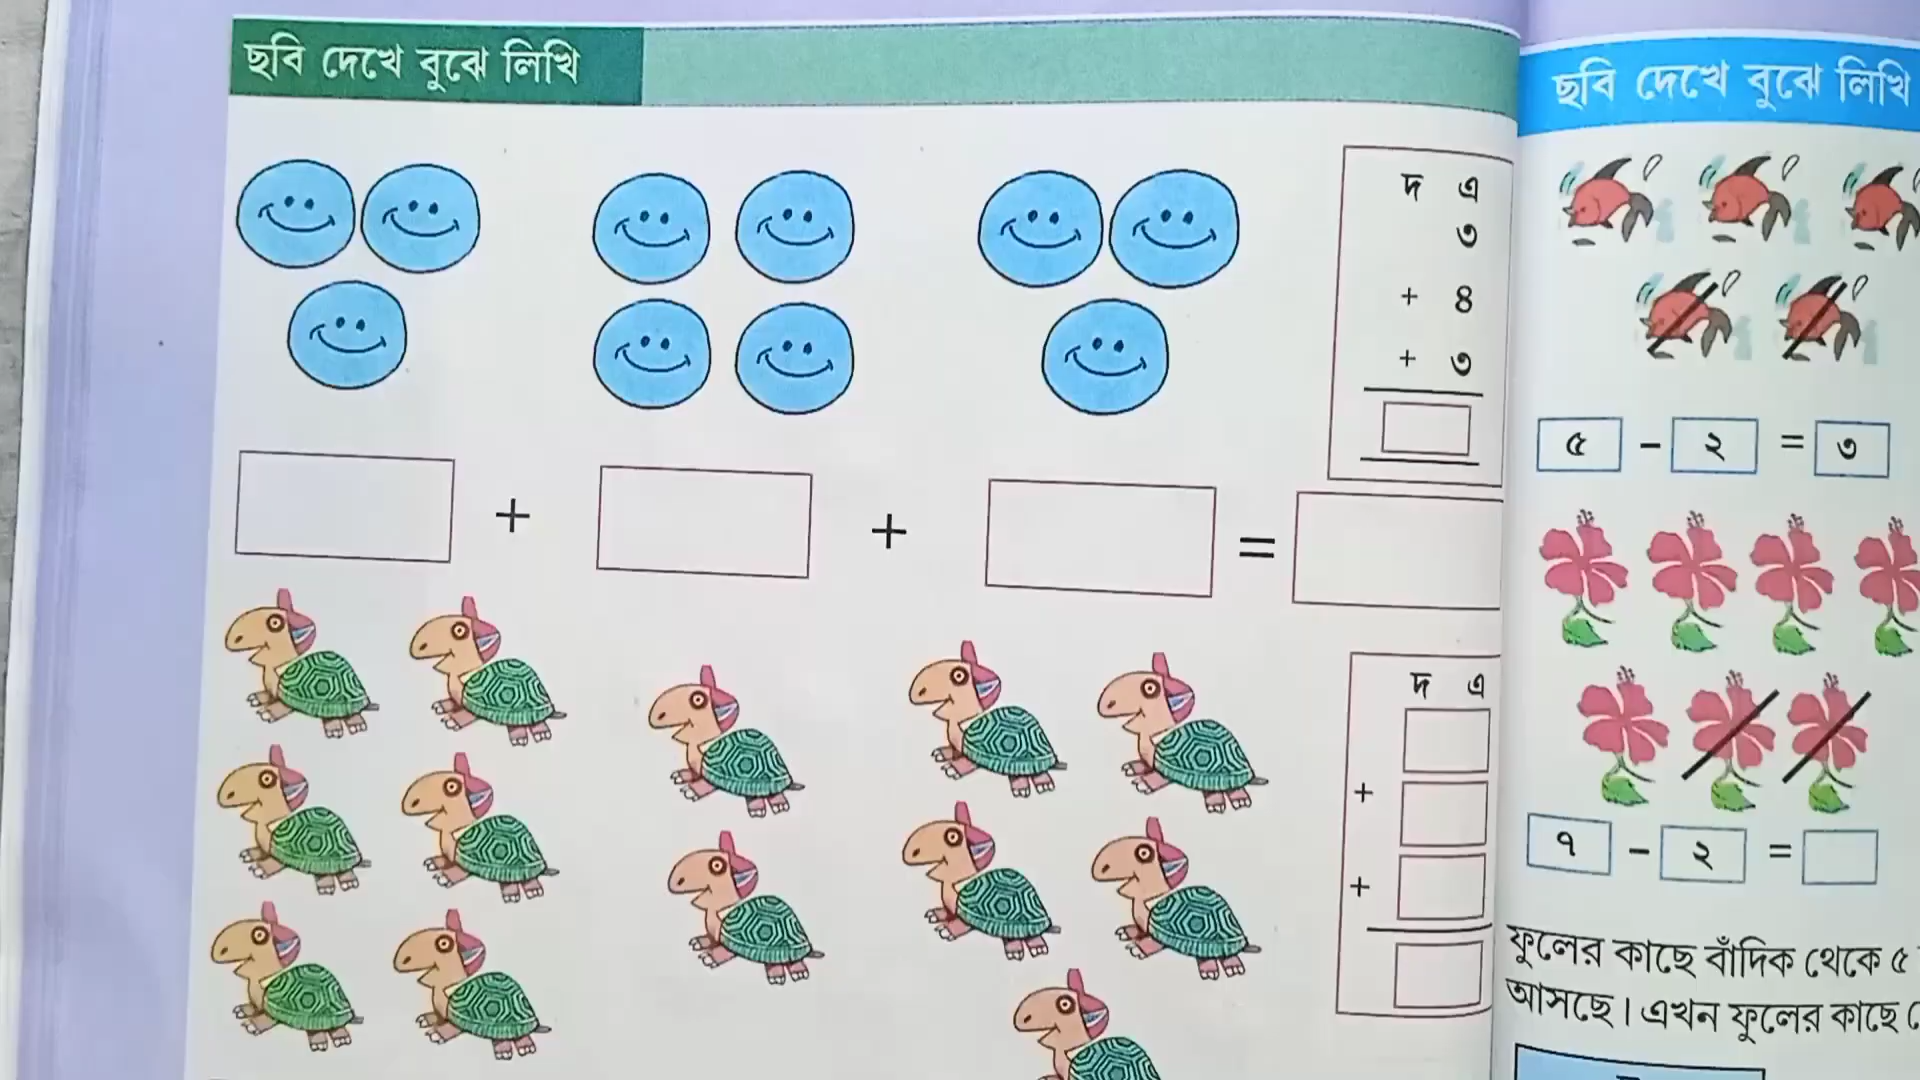 ছবি দেখে বুঝে লিখি
দ এ
৩
+ ৪
+ ৩
+ + =
দ এ
+
+
ছবি দেখে বুঝে লিখি
৫ - ২ = ৩
৭ - ২ =
ফুলের কাছে বাঁদিক থেকে ৫
আসছে। এখন ফুলের কাছে